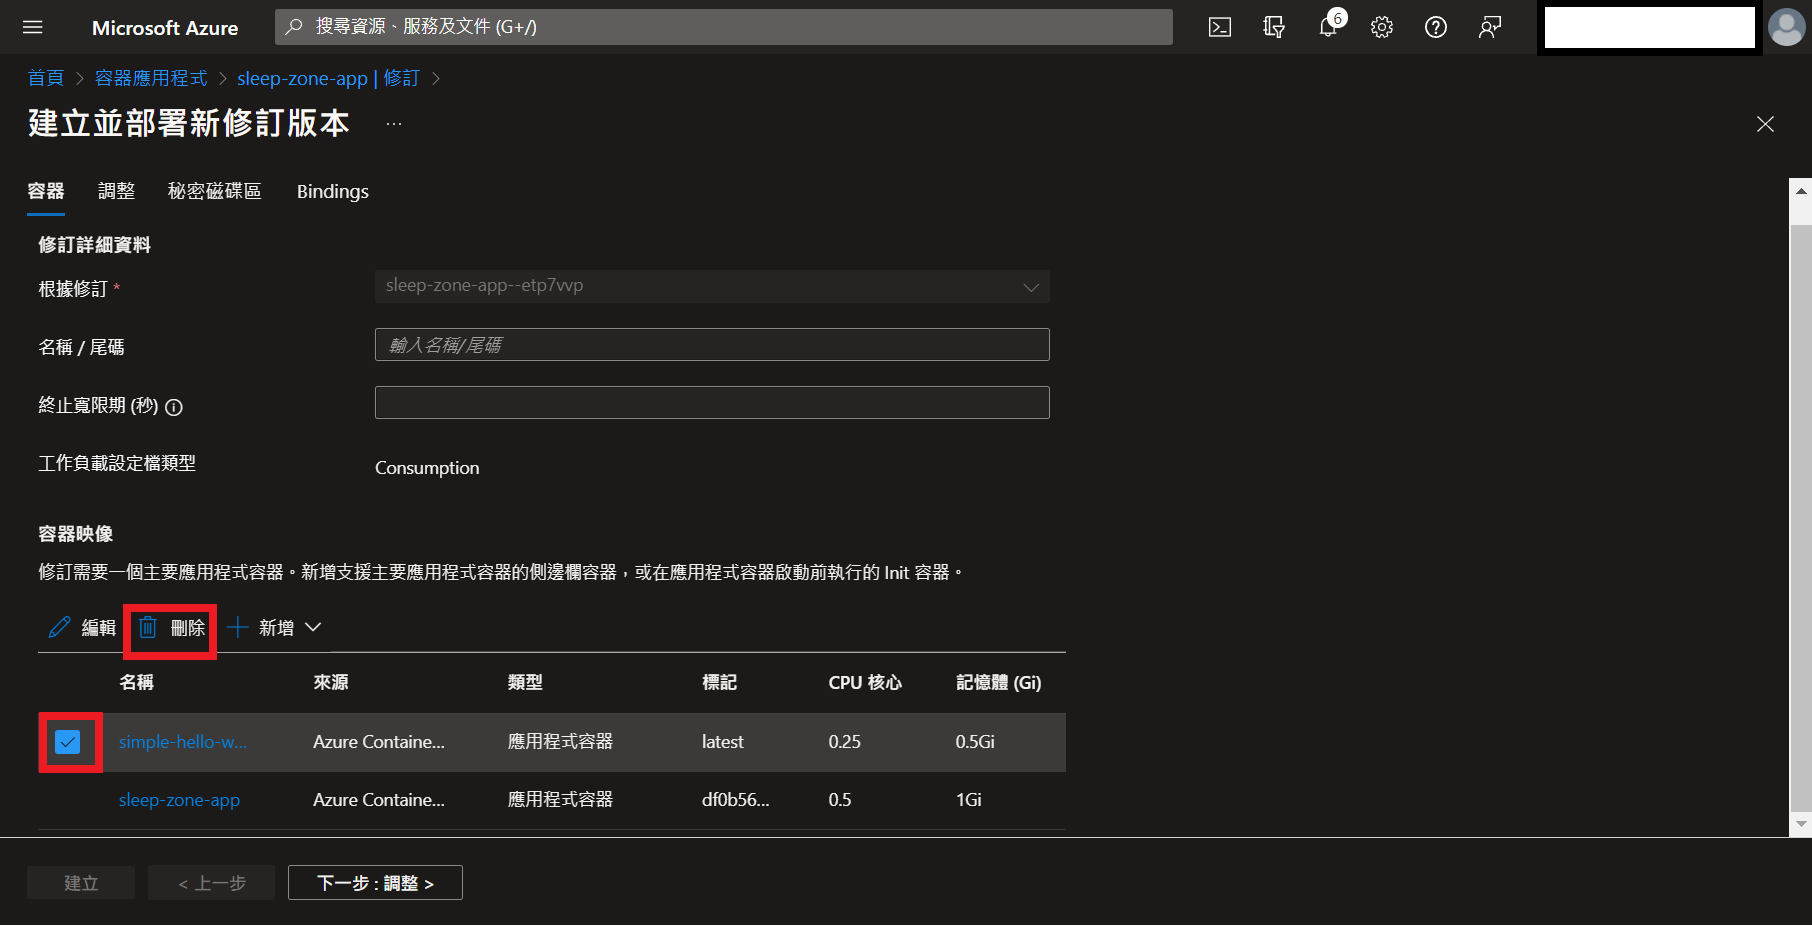 Microsoft Azure
搜尋資源、服務及文件 (G+/)
6
首頁 > 容器應用程式 > sleep-zone-app | 修訂 >
建立並部署新修訂版本 ...
容器 調整 秘密磁碟區 Bindings
修訂詳細資料
根據修訂 * sleep-zone-app--etp7vvp
名稱 / 尾碼 輸入名稱/尾碼
終止寬限期 (秒)
工作負載設定檔類型 Consumption
容器映像
修訂需要一個主要應用程式容器。新增支援主要應用程式容器的側邊欄容器，或在應用程式容器啟動前執行的 Init 容器。
編輯 刪除 新增
名稱 來源 類型 標記 CPU 核心 記憶體 (Gi)
simple-hello-w... Azure Containe... 應用程式容器 latest 0.25 0.5Gi
sleep-zone-app Azure Containe... 應用程式容器 df0b56... 0.5 1Gi
建立 < 上一步 下一步 : 調整 >